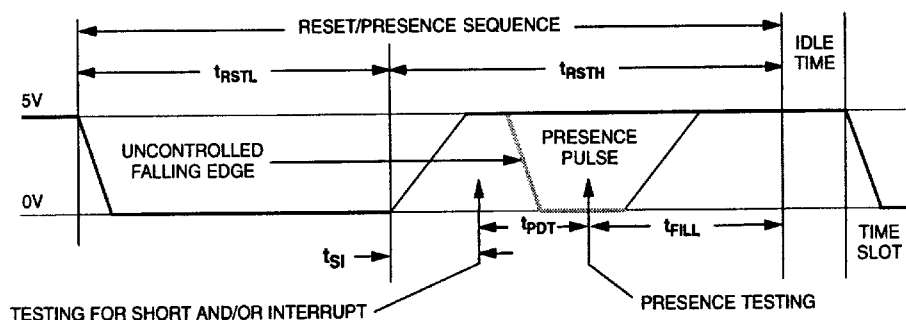 RESET/PRESENCE SEQUENCE
IDLE
TIME
tRSTL
tRSTH
5V
UNCONTROLLED
FALLING EDGE
PRESENCE
PULSE
0V
tPDT
tFILL
tSI
TIME
SLOT
TESTING FOR SHORT AND/OR INTERRUPT
PRESENCE TESTING